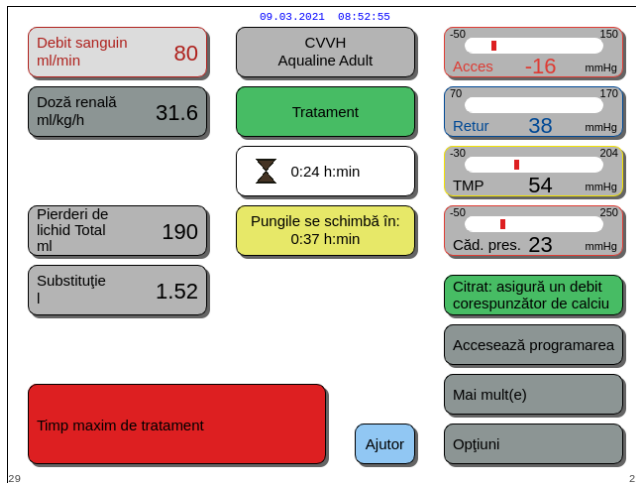 09.03.2021 08:52:55
Debit sanguin
ml/min
80
CVVH
Aqualine Adult
-50
150
Acces
-16
mmHg
Doză renală
ml/kg/h
31.6
Tratament
70
170
Retur
38
mmHg
0:24 h:min
-30
204
TMP
54
mmHg
Pierderi de
lichid Total
ml
190
Pungile se schimbă în:
0:37 h:min
-50
250
Căd. pres.
23
mmHg
Substituţie
l
1.52
Citrat: asigură un debit
corespunzător de calciu
Accesează programarea
Mai mult(e)
Timp maxim de tratament
Ajutor
Opţiuni
29
2